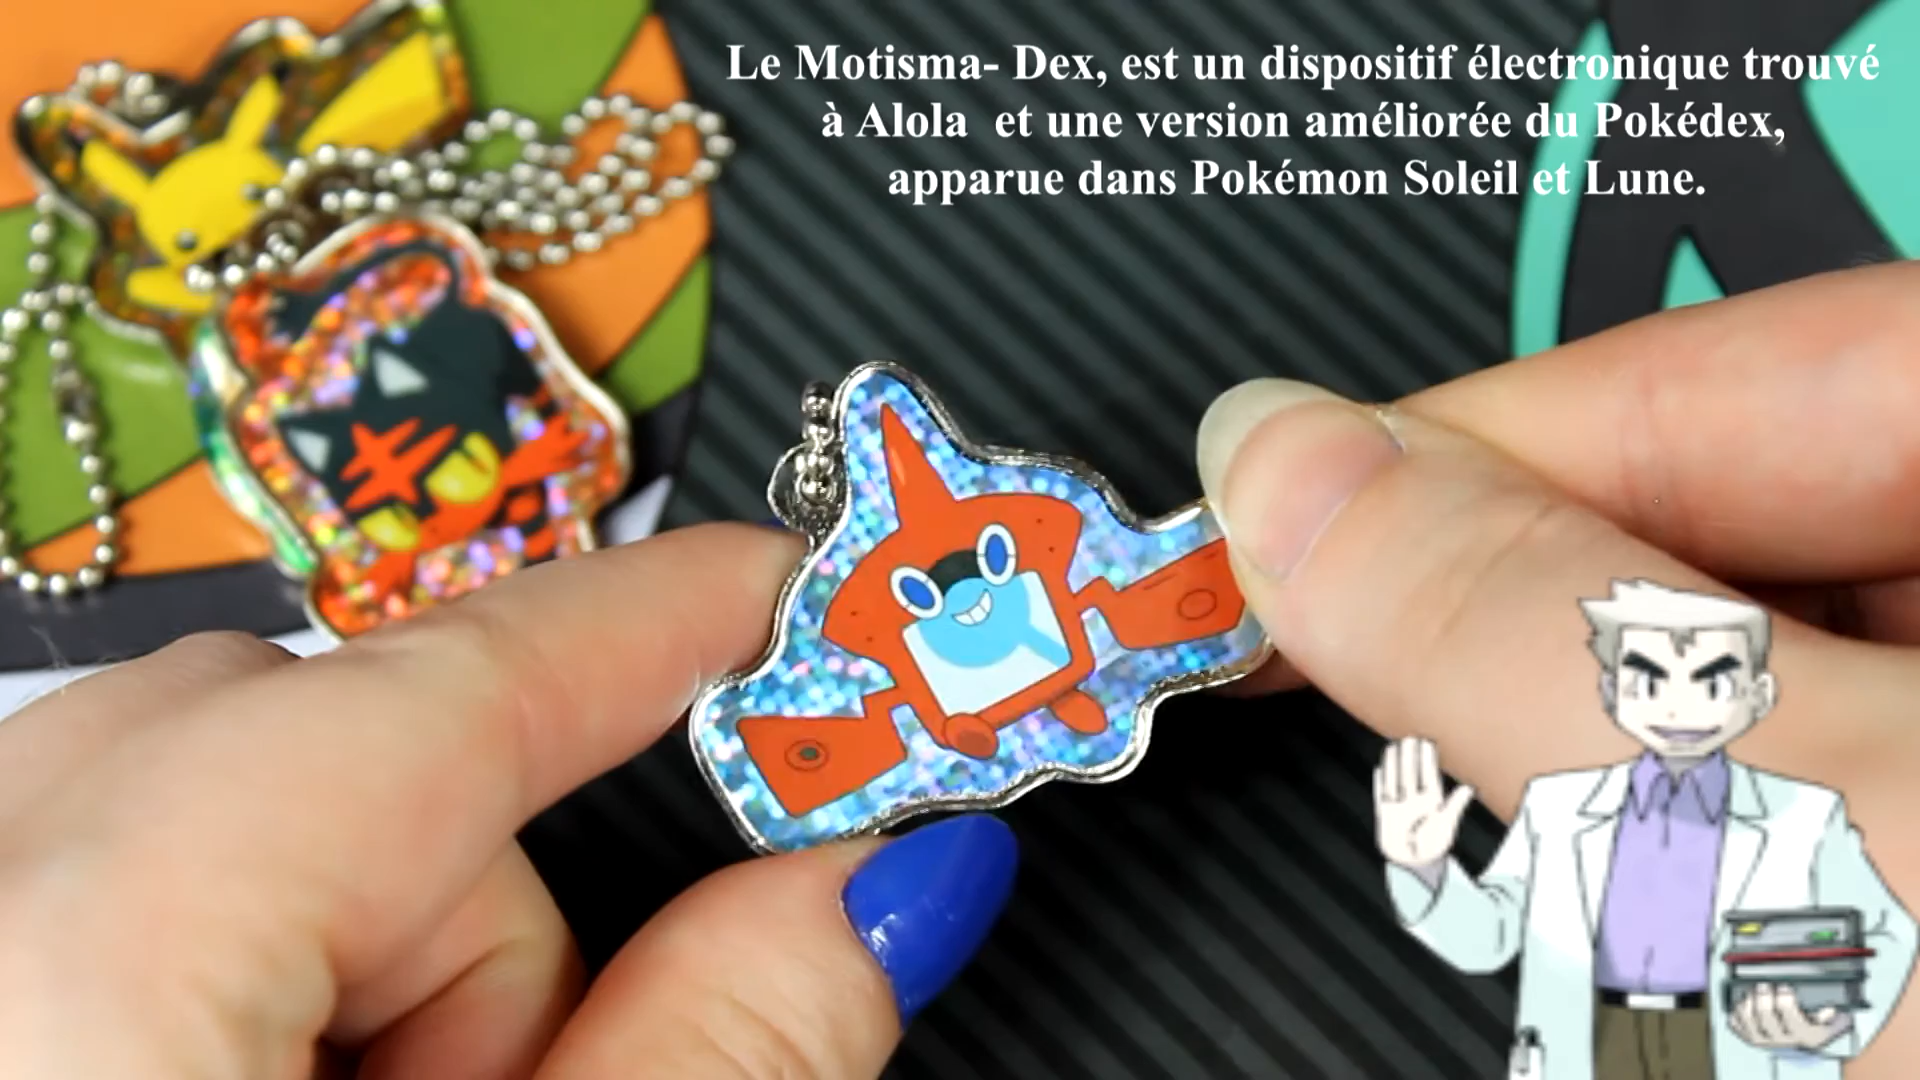 Le Motisma- Dex, est un dispositif électronique trouvé
à Alola  et une version améliorée du Pokédex,
apparue dans Pokémon Soleil et Lune.